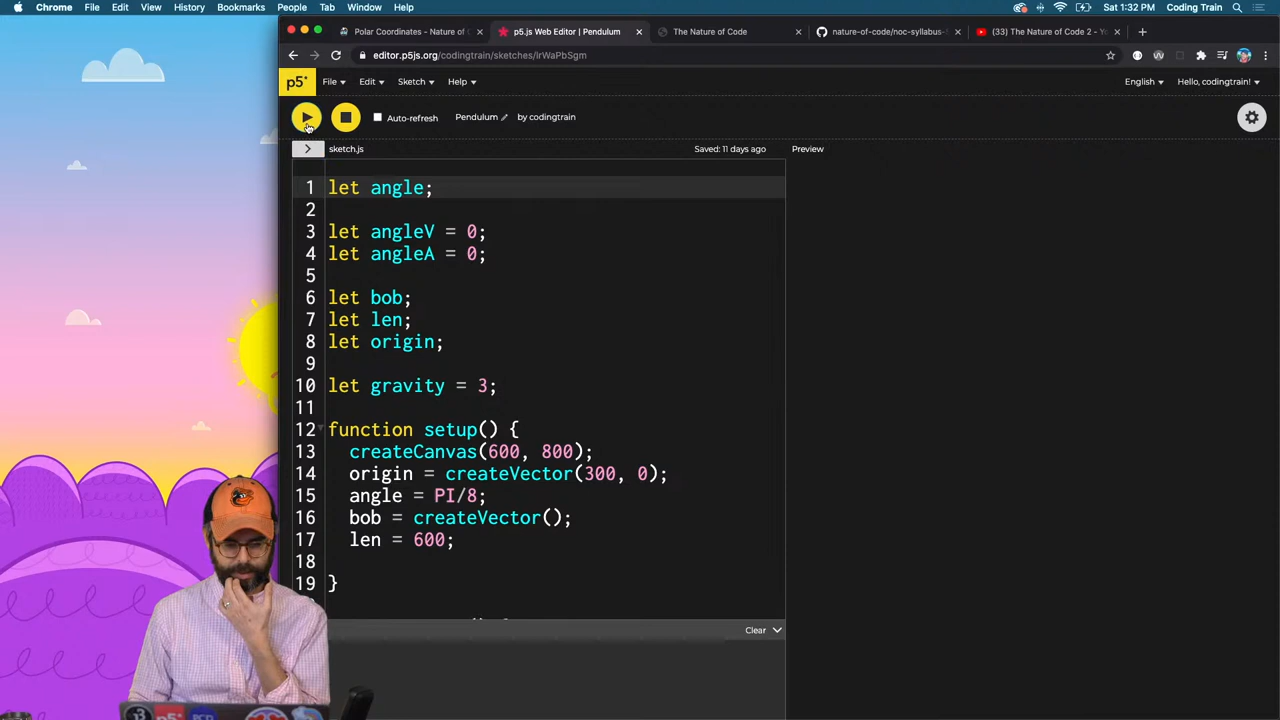 Chrome File Edit View History Bookmarks People Tab Window Help Sat 1:32 PM Coding Train
Polar Coordinates - Nature of C
p5.js Web Editor | Pendulum
The Nature of Code
nature-of-code/noc-syllabus-
(33) The Nature of Code 2 - Yo
editor.p5js.org/codingtrain/sketches/IrWaPbSgm
p5* File Edit Sketch Help English Hello, codingtrain!
Auto-refresh Pendulum by codingtrain
> sketch.js Saved: 11 days ago Preview
1 let angle;
2
3 let angleV = 0;
4 let angleA = 0;
5
6 let bob;
7 let len;
8 let origin;
9
10 let gravity = 3;
11
12 function setup() {
13 createCanvas(600, 800);
14 origin = createVector(300, 0);
15 angle = PI/8;
16 bob = createVector();
17 len = 600;
18
19 }
Clear